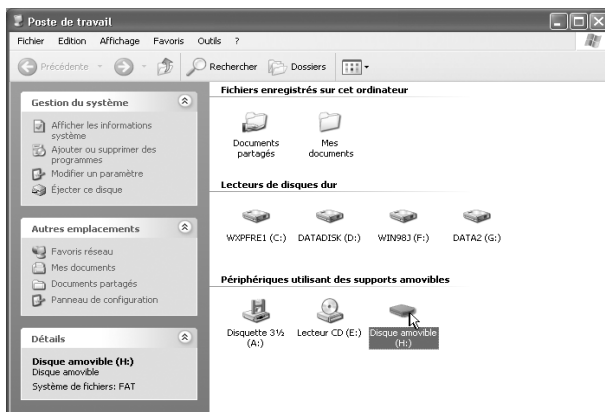 Poste de travail
Fichier Edition Affichage Favoris Outils ?
Précédente Rechercher Dossiers
Gestion du système
Afficher les informations
système
Ajouter ou supprimer des
programmes
Modifier un paramètre
Éjecter ce disque
Autres emplacements
Favoris réseau
Mes documents
Documents partagés
Panneau de configuration
Détails
Disque amovible (H:)
Disque amovible
Système de fichiers: FAT
Fichiers enregistrés sur cet ordinateur
Documents
partagés
Mes
documents
Lecteurs de disques dur
WXPFRE1 (C:) DATADISK (D:) WIN98J (F:) DATA2 (G:)
Périphériques utilisant des supports amovibles
Disquette 3½
(A:)
Lecteur CD (E:)
Disque amovible
(H:)